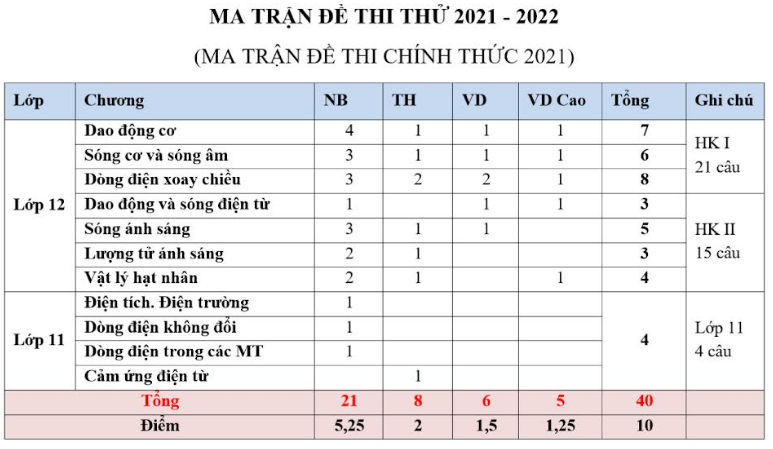 MA TRẬN ĐỀ THI THỬ 2021 - 2022
(MA TRẬN ĐỀ THI CHÍNH THỨC 2021)
Lớp Chương NB TH VD VD Cao Tổng Ghi chú
Lớp 12
Dao động cơ 4 1 1 1 7
Sóng cơ và sóng âm 3 1 1 1 6
Dòng điện xoay chiều 3 2 2 1 8
HK I
21 câu
Dao động và sóng điện từ 1 1 1 3
Sóng ánh sáng 3 1 1 5
Lượng tử ánh sáng 2 1 3
Vật lý hạt nhân 2 1 1 4
HK II
15 câu
Lớp 11
Điện tích. Điện trường 1
Dòng điện không đổi 1
Dòng điện trong các MT 1
Cảm ứng điện từ 1
4
Lớp 11
4 câu
Tổng 21 8 6 5 40
Điểm 5,25 2 1,5 1,25 10